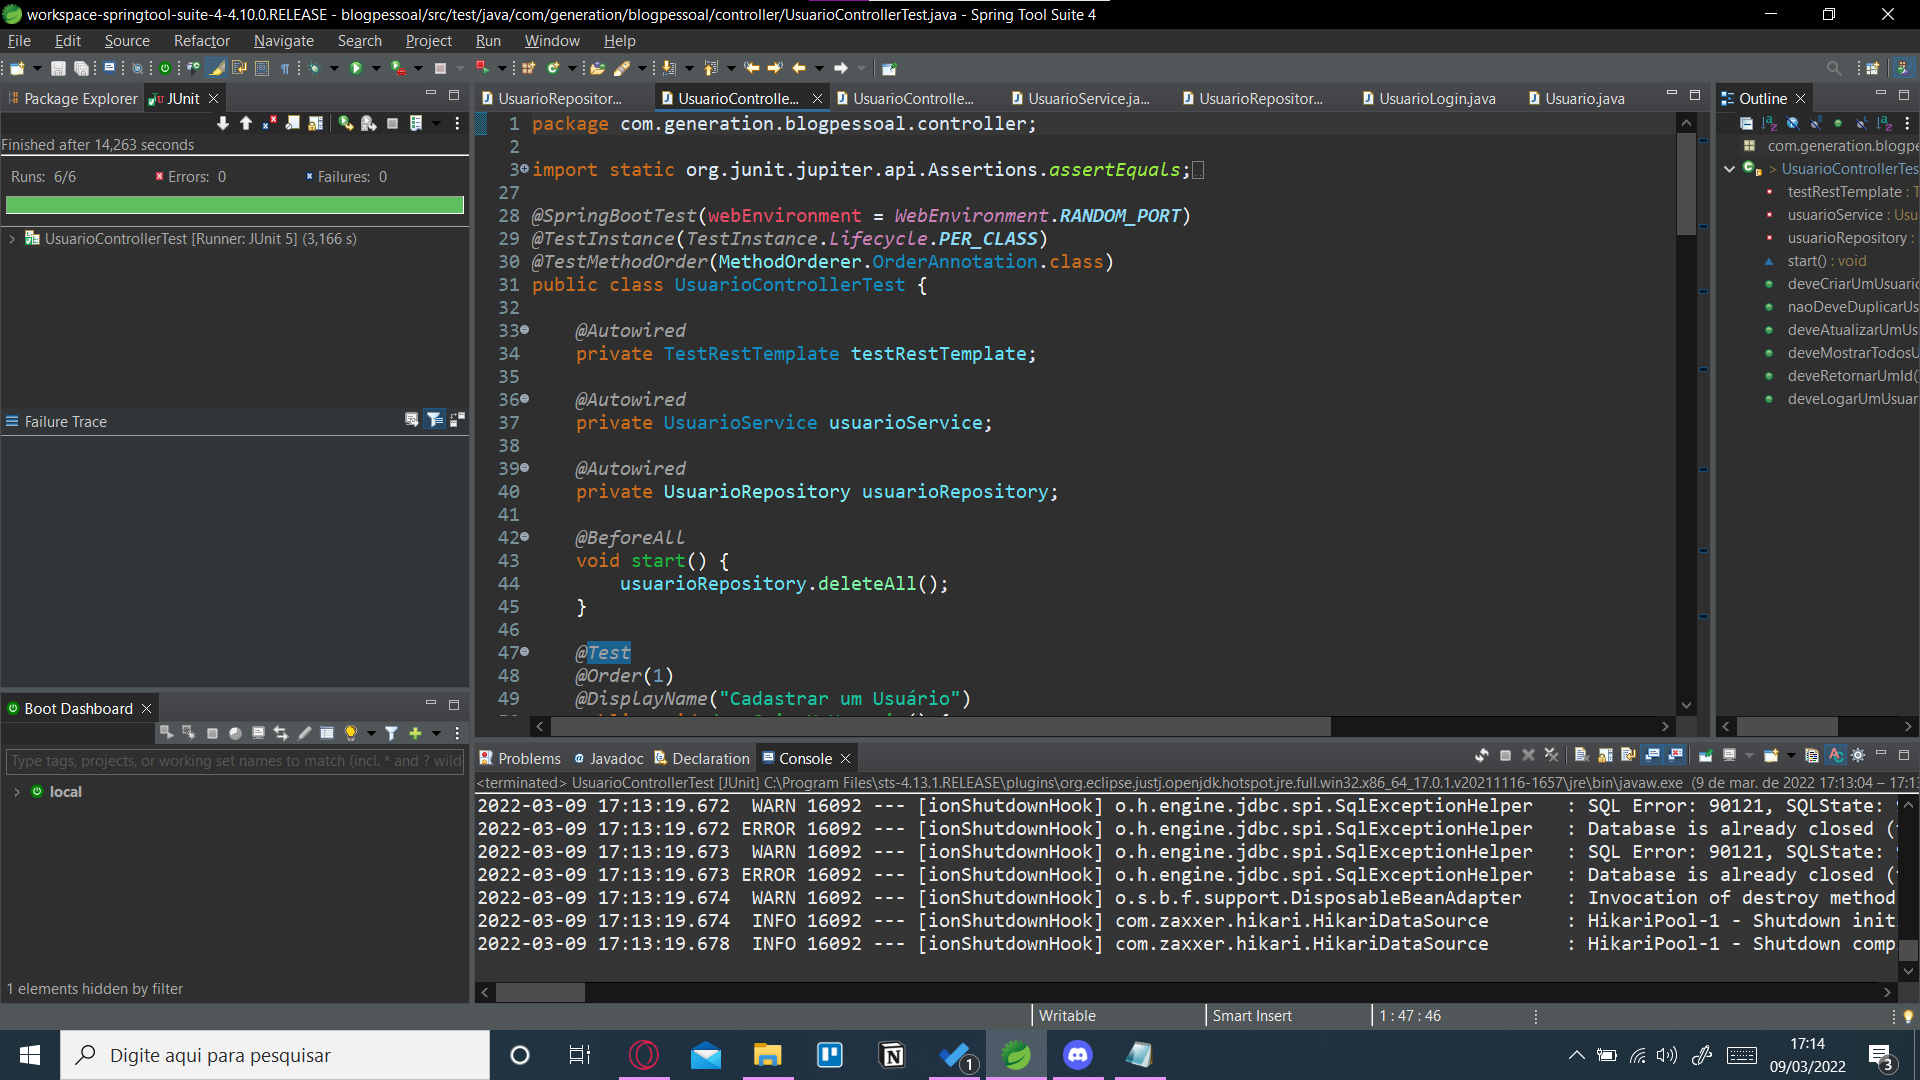 workspace-springtool-suite-4-4.10.0.RELEASE - blogpessoal/src/test/java/com/generation/blogpessoal/controller/UsuarioControllerTest.java - Spring Tool Suite 4
File Edit Source Refactor Navigate Search Project Run Window Help
Package Explorer JUnit
Finished after 14,263 seconds
Runs: 6/6 Errors: 0 Failures: 0
UsuarioControllerTest [Runner: JUnit 5] (3,166 s)
Failure Trace
Boot Dashboard
Type tags, projects, or working set names to match (incl. * and ? wild
local
1 elements hidden by filter
UsuarioRepositor... UsuarioControlle... UsuarioControlle... UsuarioService.ja... UsuarioRepositor... UsuarioLogin.java Usuario.java
1 package com.generation.blogpessoal.controller;
2
3 import static org.junit.jupiter.api.Assertions.assertEquals;
27
28 @SpringBootTest(webEnvironment = WebEnvironment.RANDOM_PORT)
29 @TestInstance(TestInstance.Lifecycle.PER_CLASS)
30 @TestMethodOrder(MethodOrderer.OrderAnnotation.class)
31 public class UsuarioControllerTest {
32
33 @Autowired
34 private TestRestTemplate testRestTemplate;
35
36 @Autowired
37 private UsuarioService usuarioService;
38
39 @Autowired
40 private UsuarioRepository usuarioRepository;
41
42 @BeforeAll
43 void start() {
44 usuarioRepository.deleteAll();
45 }
46
47 @Test
48 @Order(1)
49 @DisplayName("Cadastrar um Usuário")
Outline
com.generation.blogpe
> UsuarioControllerTes
testRestTemplate : T
usuarioService : Usu
usuarioRepository :
start() : void
deveCriarUmUsuario
naoDeveDuplicarUs
deveAtualizarUmUs
deveMostrarTodosU
deveRetornarUmId(
deveLogarUmUsuar
Problems Javadoc Declaration Console
<terminated> UsuarioControllerTest [JUnit] C:\Program Files\sts-4.13.1.RELEASE\plugins\org.eclipse.justj.openjdk.hotspot.jre.full.win32.x86_64_17.0.1.v20211116-1657\jre\bin\javaw.exe (9 de mar. de 2022 17:13:04 – 17:13
2022-03-09 17:13:19.672 WARN 16092 --- [ionShutdownHook] o.h.engine.jdbc.spi.SqlExceptionHelper : SQL Error: 90121, SQLState:
2022-03-09 17:13:19.672 ERROR 16092 --- [ionShutdownHook] o.h.engine.jdbc.spi.SqlExceptionHelper : Database is already closed (
2022-03-09 17:13:19.673 WARN 16092 --- [ionShutdownHook] o.h.engine.jdbc.spi.SqlExceptionHelper : SQL Error: 90121, SQLState:
2022-03-09 17:13:19.673 ERROR 16092 --- [ionShutdownHook] o.h.engine.jdbc.spi.SqlExceptionHelper : Database is already closed (
2022-03-09 17:13:19.674 WARN 16092 --- [ionShutdownHook] o.s.b.f.support.DisposableBeanAdapter : Invocation of destroy method
2022-03-09 17:13:19.674 INFO 16092 --- [ionShutdownHook] com.zaxxer.hikari.HikariDataSource : HikariPool-1 - Shutdown init
2022-03-09 17:13:19.678 INFO 16092 --- [ionShutdownHook] com.zaxxer.hikari.HikariDataSource : HikariPool-1 - Shutdown comp
Writable Smart Insert 1 : 47 : 46
Digite aqui para pesquisar
1
17:14
09/03/2022
3